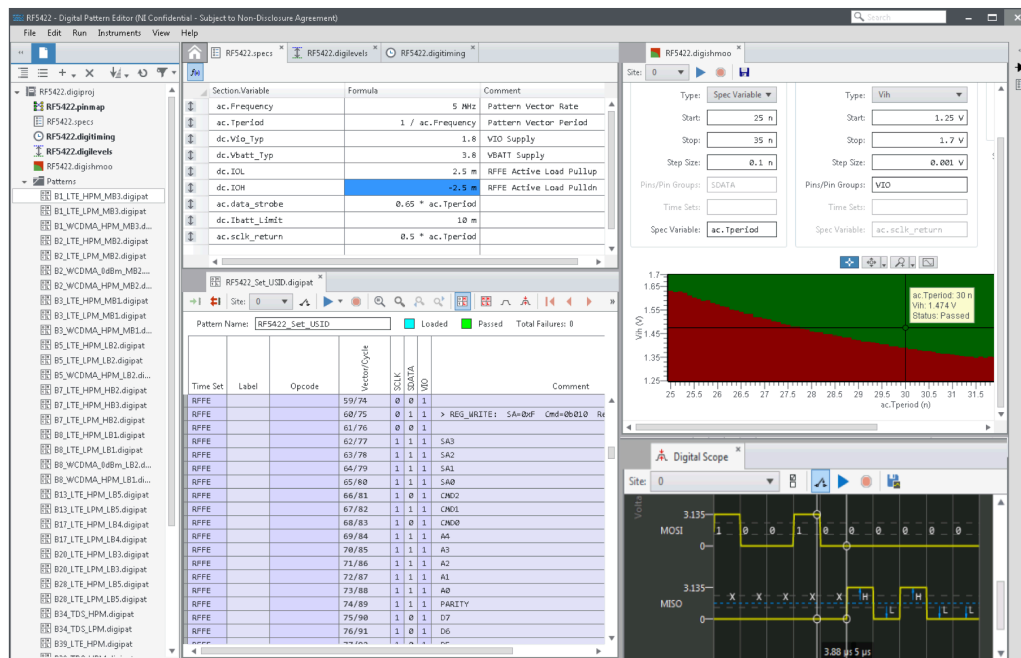 RF5422 - Digital Pattern Editor (NI Confidential - Subject to Non-Disclosure Agreement)
Search
File Edit Run Instruments View Help
RF5422.digiproj
RF5422.pinmap
RF5422.specs
RF5422.digitiming
RF5422.digilevels
RF5422.digishmoo
Patterns
B1_LTE_HPM_MB3.digipat
B1_LTE_LPM_MB3.digipat
B1_WCDMA_HPM_MB3.d...
B2_LTE_HPM_MB2.digipat
B2_LTE_LPM_MB2.digipat
B2_WCDMA_0dBm_MB2....
B2_WCDMA_HPM_MB2.d...
B3_LTE_HPM_MB1.digipat
B3_LTE_LPM_MB1.digipat
B3_WCDMA_HPM_MB1.d...
B5_LTE_HPM_LB2.digipat
B5_LTE_LPM_LB2.digipat
B5_WCDMA_HPM_LB2.di...
B7_LTE_HPM_HB2.digipat
B7_LTE_HPM_HB3.digipat
B7_LTE_LPM_HB2.digipat
B8_LTE_HPM_LB1.digipat
B8_LTE_LPM_LB1.digipat
B8_WCDMA_0dBm_LB2.d...
B8_WCDMA_HPM_LB1.di...
B13_LTE_HPM_LB5.digipat
B13_LTE_LPM_LB5.digipat
B17_LTE_HPM_LB4.digipat
B17_LTE_LPM_LB4.digipat
B20_LTE_HPM_LB3.digipat
B20_LTE_LPM_LB3.digipat
B28_LTE_HPM_LB5.digipat
B28_LTE_LPM_LB5.digipat
B34_TDS_HPM.digipat
B34_TDS_LPM.digipat
B39_LTE_HPM.digipat
RF5422.specs RF5422.digilevels RF5422.digitiming
f(x)
Section.Variable Formula Comment
ac.Frequency 5 MHz Pattern Vector Rate
ac.Tperiod 1 / ac.Frequency Pattern Vector Period
dc.Vio_Typ 1.8 VIO Supply
dc.Vbatt_Typ 3.8 VBATT Supply
dc.IOL 2.5 m RFFE Active Load Pullup
dc.IOH -2.5 m RFFE Active Load Pulldn
ac.data_strobe 0.65 * ac.Tperiod
dc.Ibatt_Limit 10 m
ac.sclk_return 0.5 * ac.Tperiod
RF5422_Set_USID.digipat
Site: 0
Pattern Name: RF5422_Set_USID Loaded Passed Total Failures: 0
Time Set Label Opcode Vector/Cycle SCLK SDATA VIO Comment
RFFE 59/74 0 0 1
RFFE 60/75 0 1 1 > REG_WRITE: SA=0xF Cmd=0b010 Re
RFFE 61/76 0 0 1
RFFE 62/77 1 1 1 SA3
RFFE 63/78 1 1 1 SA2
RFFE 64/79 1 1 1 SA1
RFFE 65/80 1 1 1 SA0
RFFE 66/81 1 0 1 CMD2
RFFE 67/82 1 1 1 CMD1
RFFE 68/83 1 0 1 CMD0
RFFE 69/84 1 1 1 A4
RFFE 70/85 1 1 1 A3
RFFE 71/86 1 1 1 A2
RFFE 72/87 1 1 1 A1
RFFE 73/88 1 1 1 A0
RFFE 74/89 1 1 1 PARITY
RFFE 75/90 1 0 1 D7
RFFE 76/91 1 0 1 D6
RF5422.digishmoo
Site: 0
Type: Spec Variable Type: Vih
Start: 25 n Start: 1.25 V
Stop: 35 n Stop: 1.7 V
Step Size: 0.1 n Step Size: 0.001 V
Pins/Pin Groups: SDATA Pins/Pin Groups: VIO
Time Sets: Time Sets:
Spec Variable: ac.Tperiod Spec Variable: ac.sclk_return
1.7
1.65
1.55
1.45
1.35
1.25
Vih (V)
ac.Tperiod: 30 n
Vih: 1.474 V
Status: Passed
25 25.5 26 26.5 27 27.5 28 28.5 29 29.5 30 30.5 31 31.5
ac.Tperiod (n)
Digital Scope
Site: 0
Volta
3.135
MOSI 1 0 0 1 0 0 0 0 0 0
0
3.135
MISO X X X X X H L H L L
0
3.88 µs 5 µs